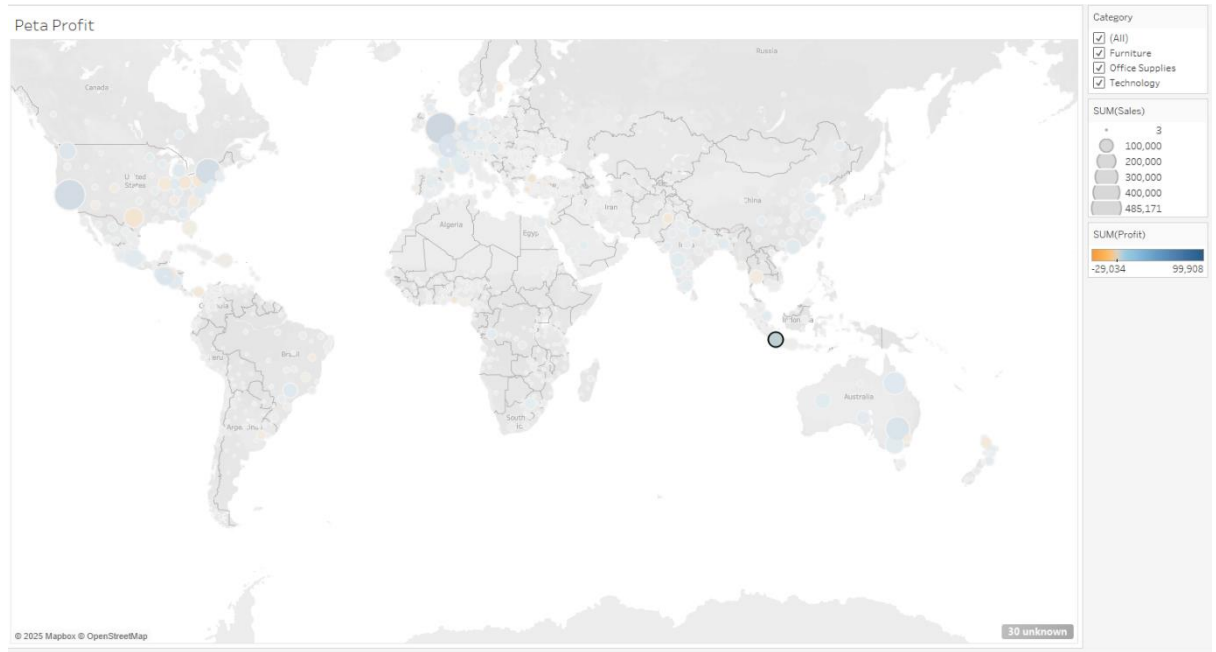 Peta Profit
Russia
Canada
United
States
China
Iran
Algeria
Brazil
Australia
South
© 2025 Mapbox © OpenStreetMap
30 unknown
Category
(All)
Furniture
Office Supplies
Technology
SUM(Sales)
3
100,000
200,000
300,000
400,000
485,171
SUM(Profit)
-29,034 99,908